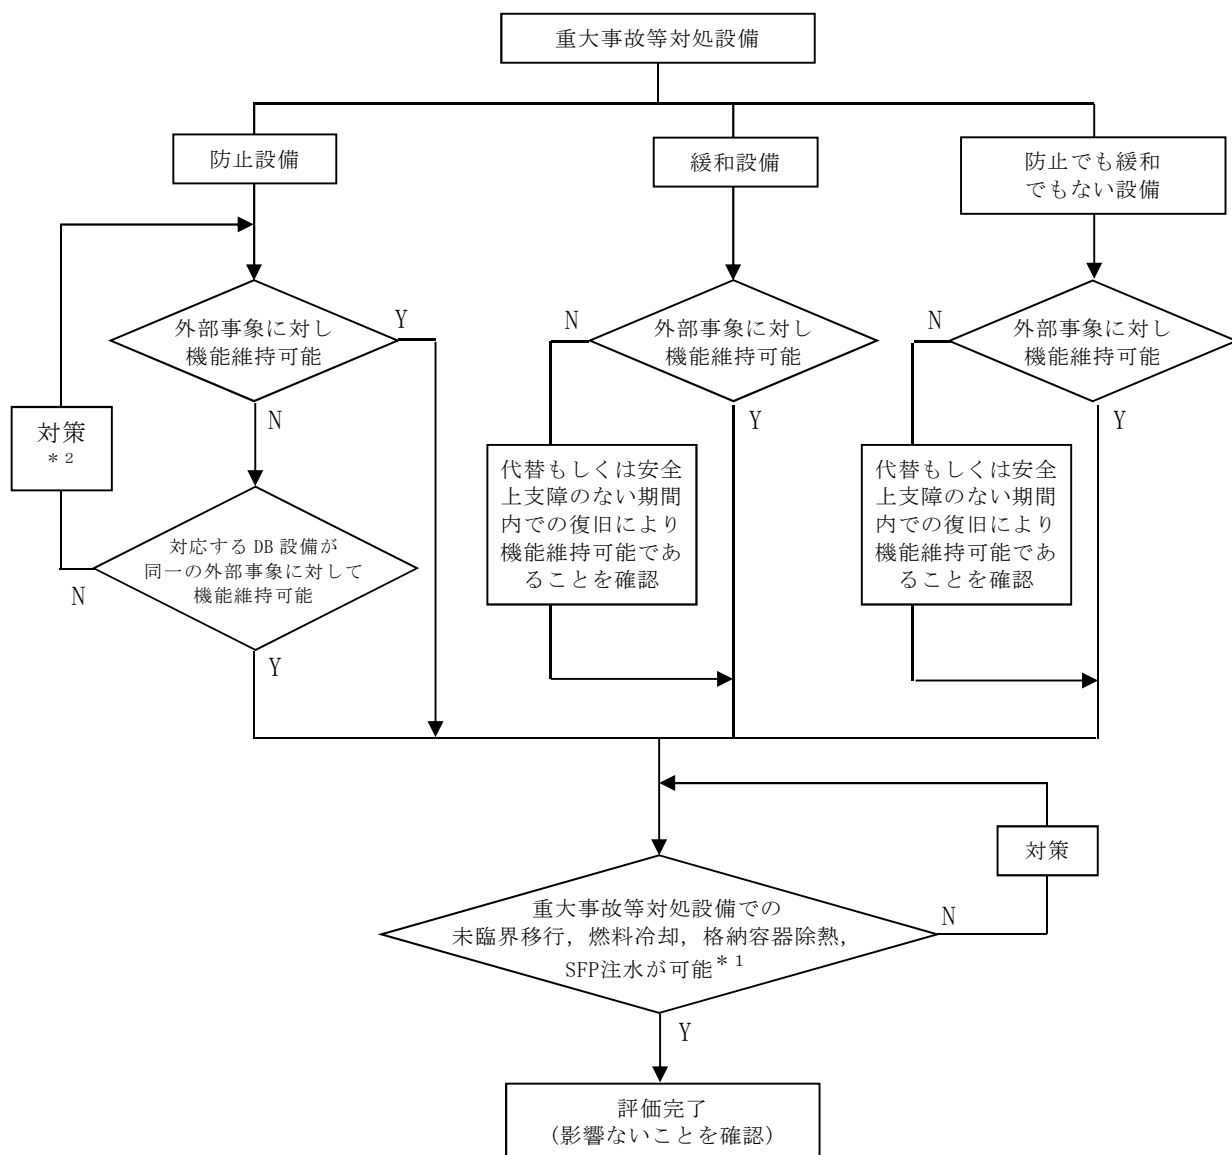 重大事故等対処設備
防止設備
緩和設備
防止でも緩和
でもない設備
外部事象に対し
機能維持可能
Y
N
外部事象に対し
機能維持可能
N
Y
外部事象に対し
機能維持可能
N
Y
対策
*2
代替もしくは安全
上支障のない期間
内での復旧により
機能維持可能であ
ることを確認
代替もしくは安全
上支障のない期間
内での復旧により
機能維持可能であ
ることを確認
対応する DB 設備が
同一の外部事象に対して
機能維持可能
N
Y
対策
重大事故等対処設備での
未臨界移行，燃料冷却，格納容器除熱，
SFP注水が可能*1
N
Y
評価完了
(影響ないことを確認)